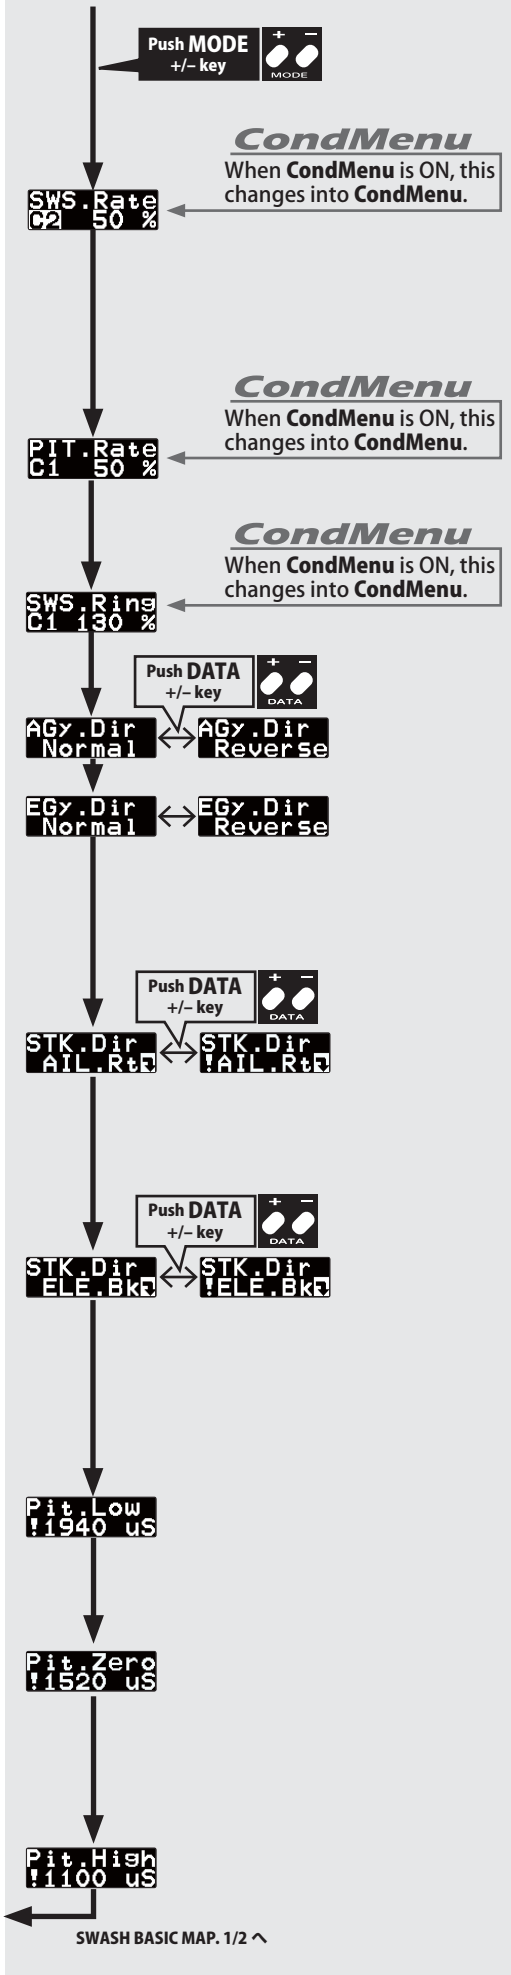 Push MODE
+/– key
+ –
MODE
CondMenu
When CondMenu is ON, this
changes into CondMenu.
SWS.Rate
50 %
CondMenu
When CondMenu is ON, this
changes into CondMenu.
PIT.Rate
C1 50 %
CondMenu
When CondMenu is ON, this
changes into CondMenu.
SWS.Ring
C1 130 %
Push DATA
+/– key
+ –
DATA
AGy.Dir
Normal
AGy.Dir
Reverse
EGy.Dir
Normal
EGy.Dir
Reverse
Push DATA
+/– key
+ –
DATA
STK.Dir
AIL.Rt
STK.Dir
!AIL.Rt
Push DATA
+/– key
+ –
DATA
STK.Dir
ELE.Bk
STK.Dir
!ELE.Bk
Pit.Low
!1940 uS
Pit.Zero
!1520 uS
Pit.High
!1100 uS
SWASH BASIC MAP. 1/2 へ